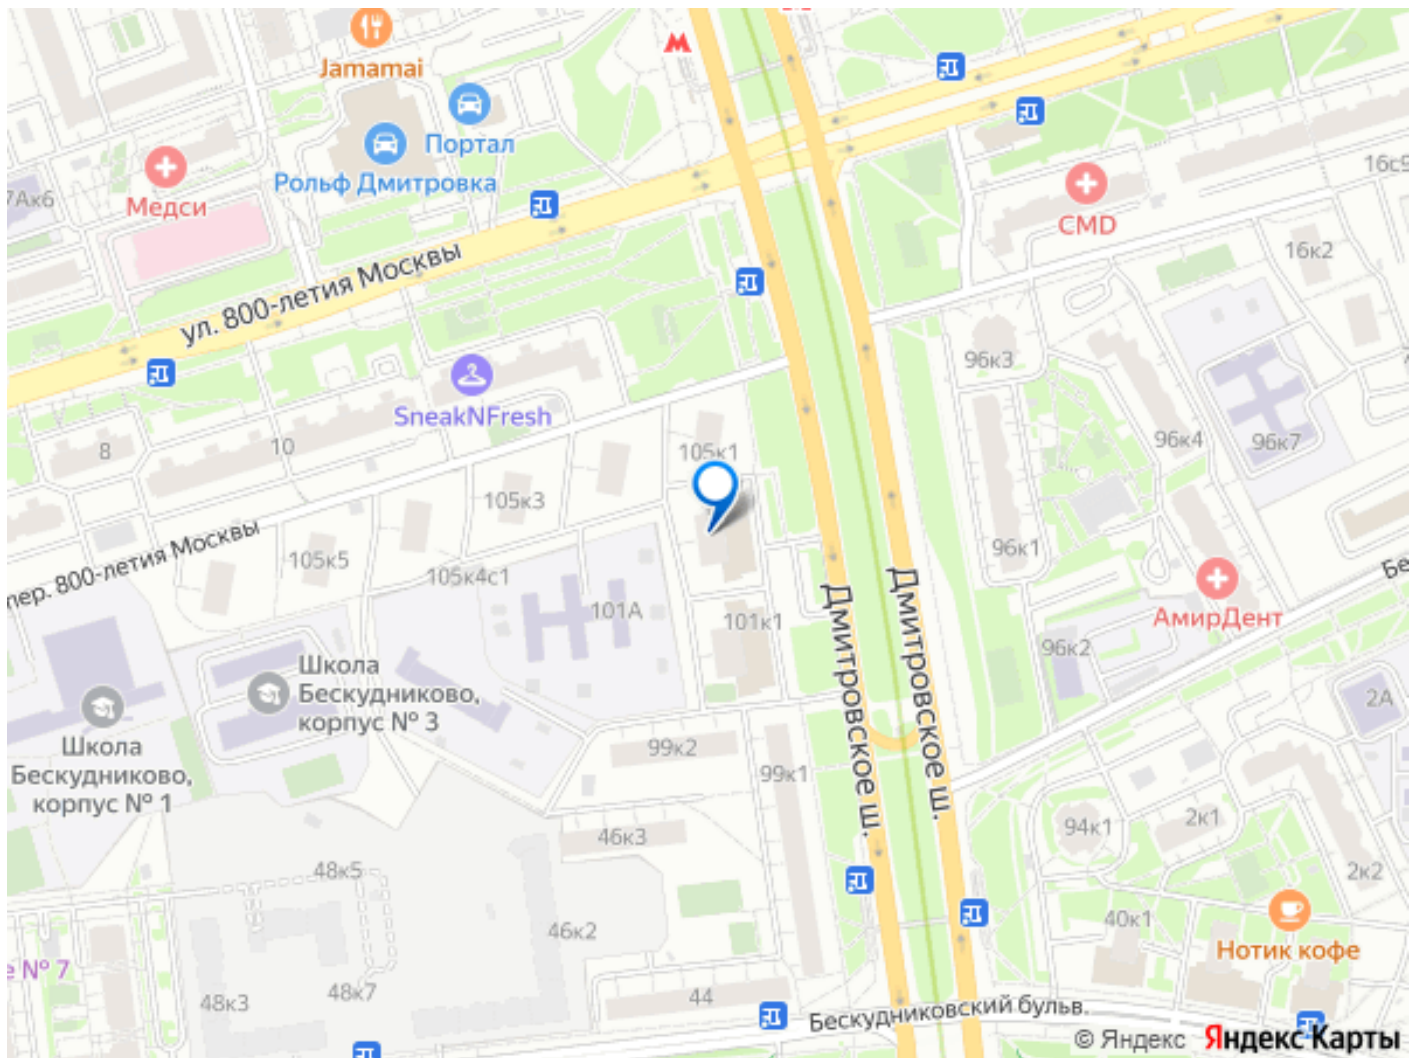 Jamamai
Портал
Рольф Дмитровка
Медси
7Ак6
CMD
16с9
16к2
ул. 800-летия Москвы
SneakNFresh
8
10
96к3
96к4
96к7
105к1
105к3
105к5
105к4с1
пер. 800-летия Москвы
101А
101к1
96к1
96к2
АмирДент
Бе
2А
Дмитровское ш.
Дмитровское ш.
Школа
Бескудниково,
корпус № 3
Школа
Бескудниково,
корпус № 1
99к2
99к1
46к3
94к1
2к1
2к2
48к5
46к2
40к1
Нотик кофе
е № 7
48к3
48к7
44
Бескудниковский бульв.
© Яндекс Яндекс Карты